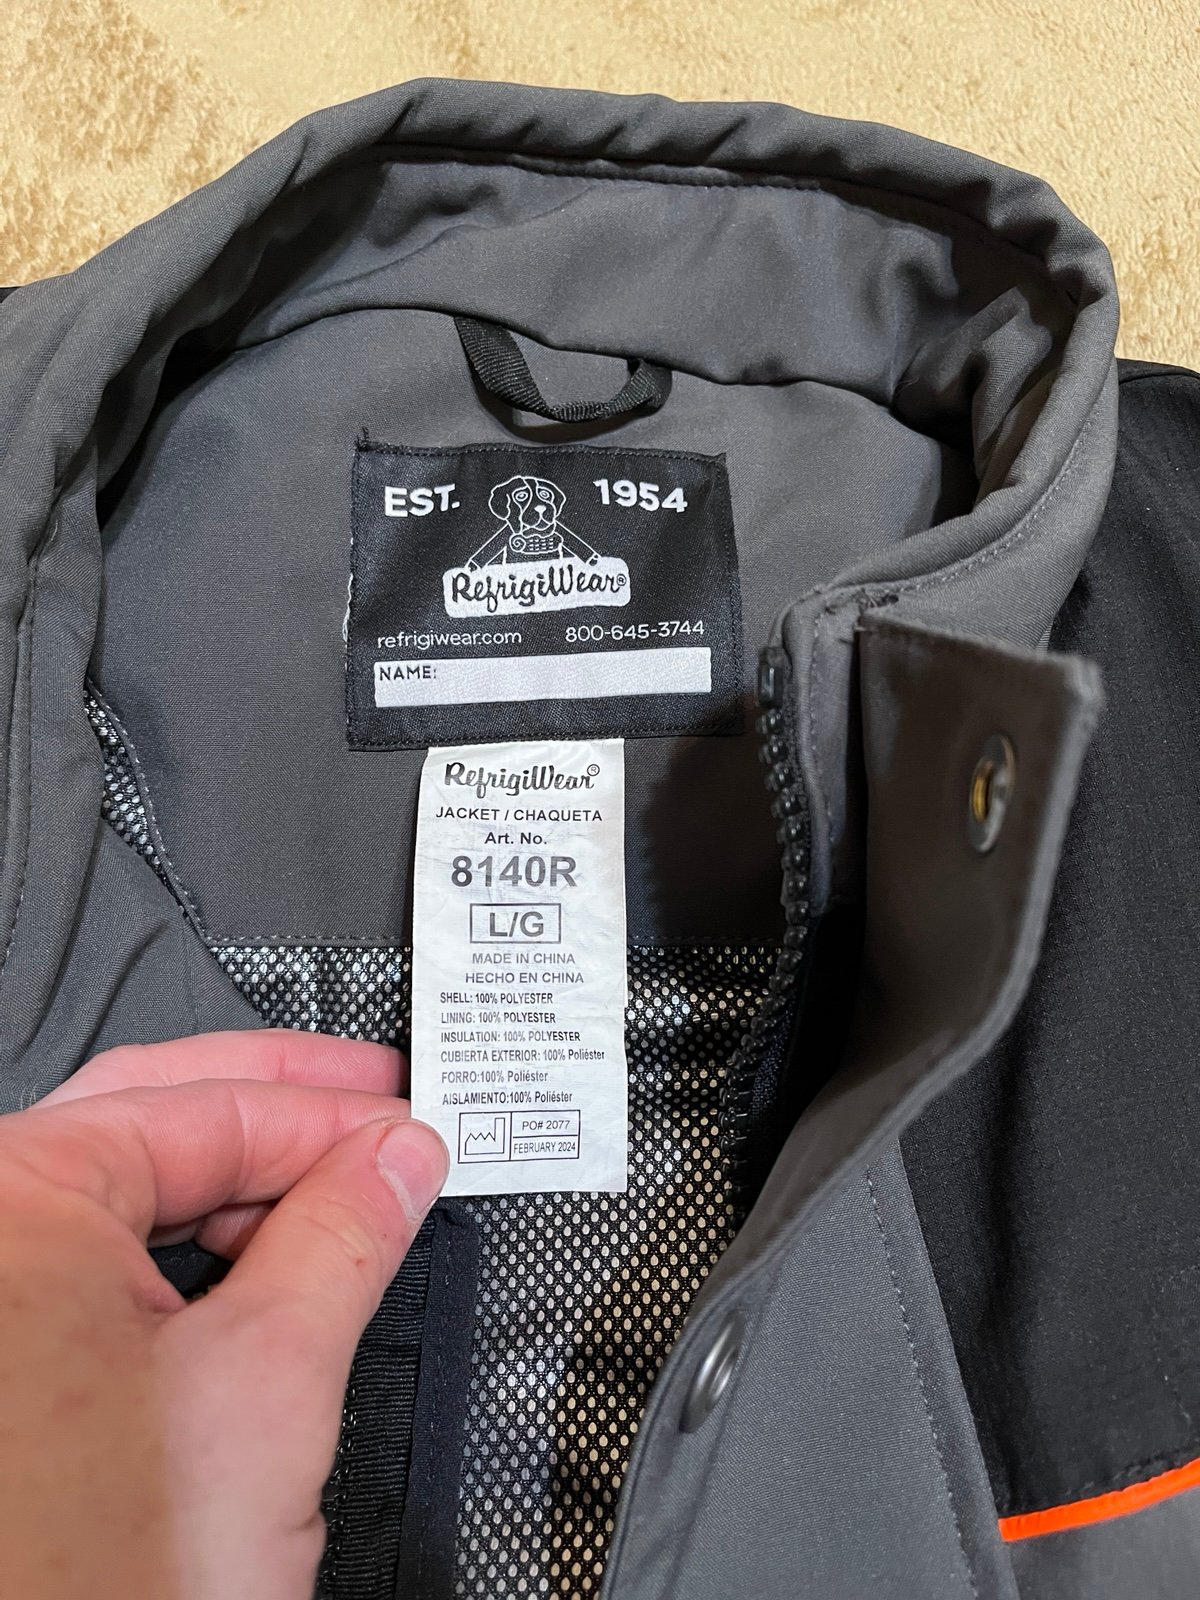 EST. 1954
RefrigiWear®
refrigiwear.com 800-645-3744
NAME:
RefrigiWear®
JACKET / CHAQUETA
Art. No.
8140R
L/G
MADE IN CHINA
HECHO EN CHINA
SHELL: 100% POLYESTER
LINING: 100% POLYESTER
INSULATION: 100% POLYESTER
CUBIERTA EXTERIOR: 100% Poliéster
FORRO:100% Poliéster
AISLAMIENTO:100% Poliéster
PO# 2077
FEBRUARY 2024